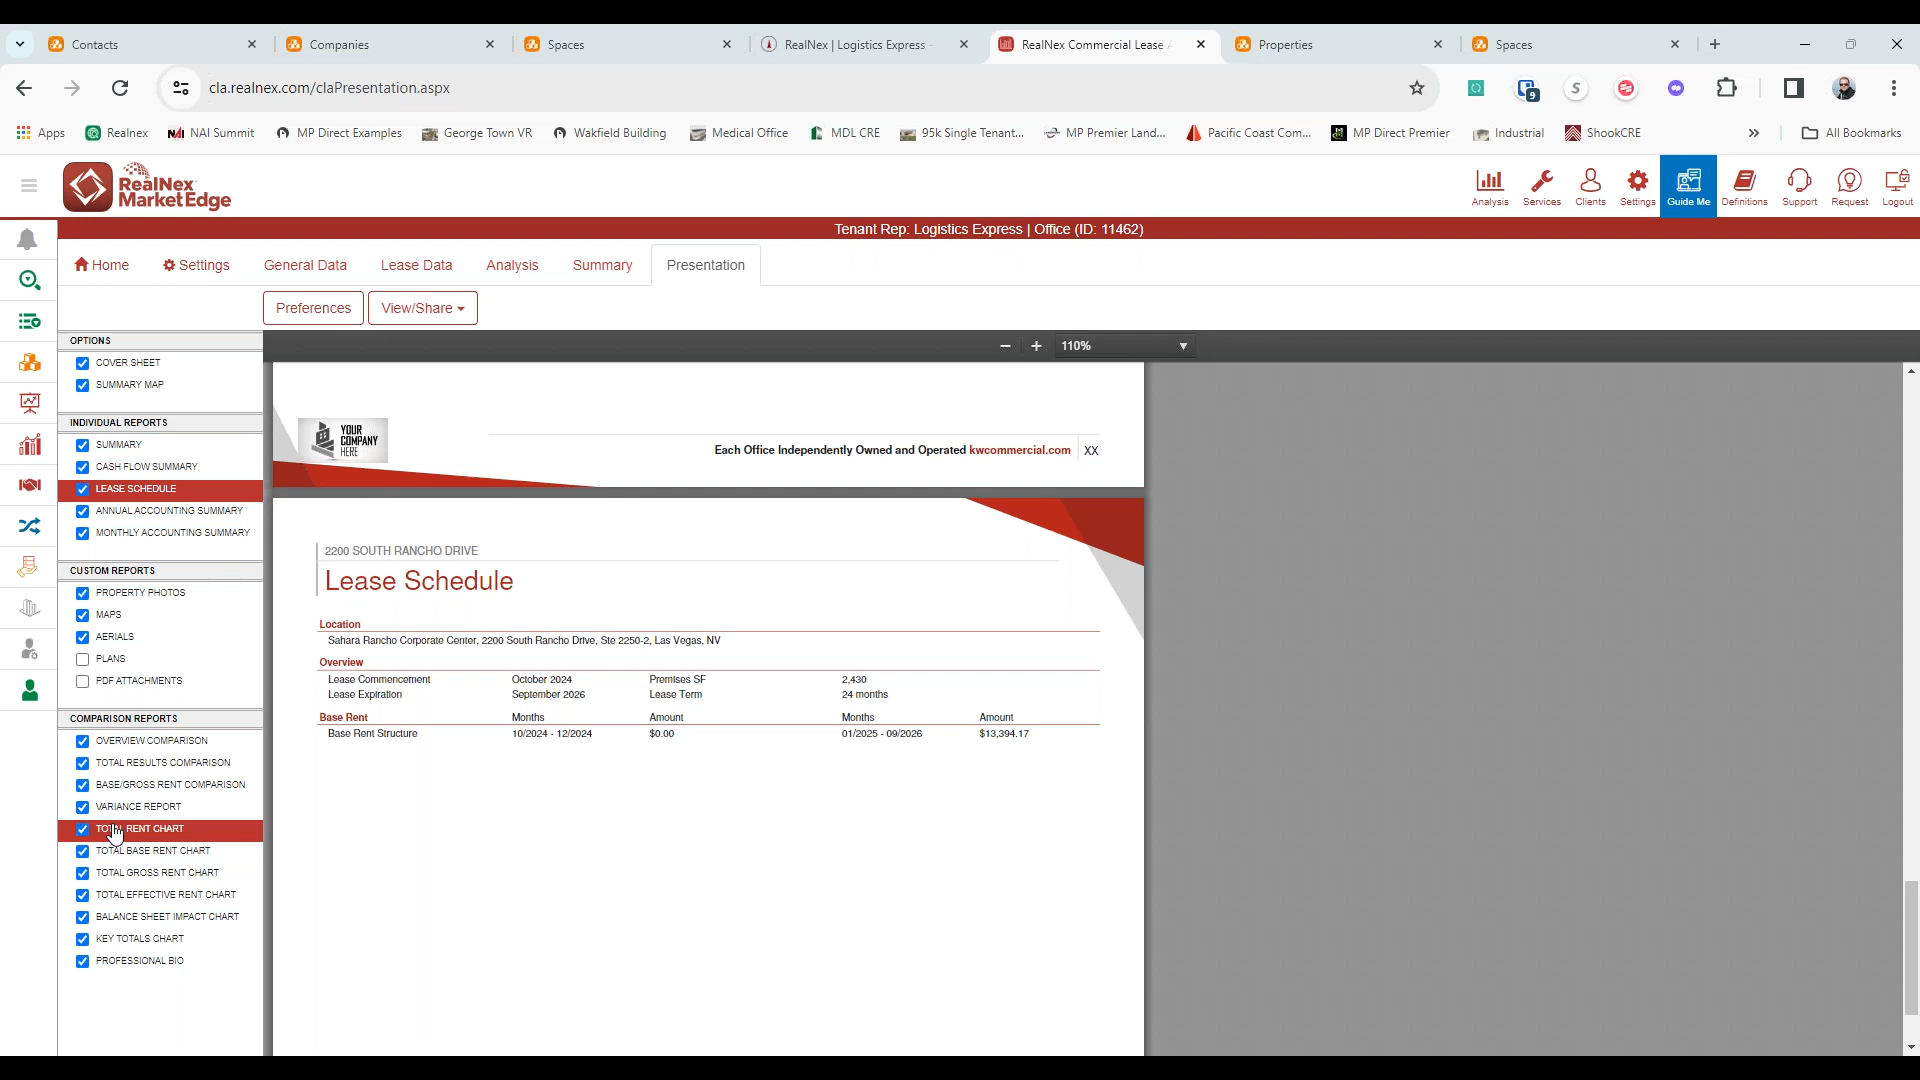 Contacts
Companies
Spaces
RealNex | Logistics Express -
RealNex Commercial Lease A
Properties
Spaces
cla.realnex.com/claPresentation.aspx
9
Apps
Realnex
NAI Summit
MP Direct Examples
George Town VR
Wakfield Building
Medical Office
MDL CRE
95k Single Tenant...
MP Premier Land...
Pacific Coast Com...
MP Direct Premier
Industrial
ShookCRE
»
All Bookmarks
RealNex MarketEdge
Analysis
Services
Clients
Settings
Guide Me
Definitions
Support
Request
Logout
Tenant Rep: Logistics Express | Office (ID: 11462)
Home
Settings
General Data
Lease Data
Analysis
Summary
Presentation
Preferences
View/Share
110%
OPTIONS
COVER SHEET
SUMMARY MAP
INDIVIDUAL REPORTS
SUMMARY
CASH FLOW SUMMARY
LEASE SCHEDULE
ANNUAL ACCOUNTING SUMMARY
MONTHLY ACCOUNTING SUMMARY
CUSTOM REPORTS
PROPERTY PHOTOS
MAPS
AERIALS
PLANS
PDF ATTACHMENTS
COMPARISON REPORTS
OVERVIEW COMPARISON
TOTAL RESULTS COMPARISON
BASE/GROSS RENT COMPARISON
VARIANCE REPORT
TOTAL RENT CHART
TOTAL BASE RENT CHART
TOTAL GROSS RENT CHART
TOTAL EFFECTIVE RENT CHART
BALANCE SHEET IMPACT CHART
KEY TOTALS CHART
PROFESSIONAL BIO
YOUR COMPANY HERE
Each Office Independently Owned and Operated kwcommercial.com XX
2200 SOUTH RANCHO DRIVE
Lease Schedule
Location
Sahara Rancho Corporate Center, 2200 South Rancho Drive, Ste 2250-2, Las Vegas, NV
Overview
Lease Commencement October 2024 Premises SF 2,430
Lease Expiration September 2026 Lease Term 24 months
Base Rent Months Amount Months Amount
Base Rent Structure 10/2024 - 12/2024 $0.00 01/2025 - 09/2026 $13,394.17